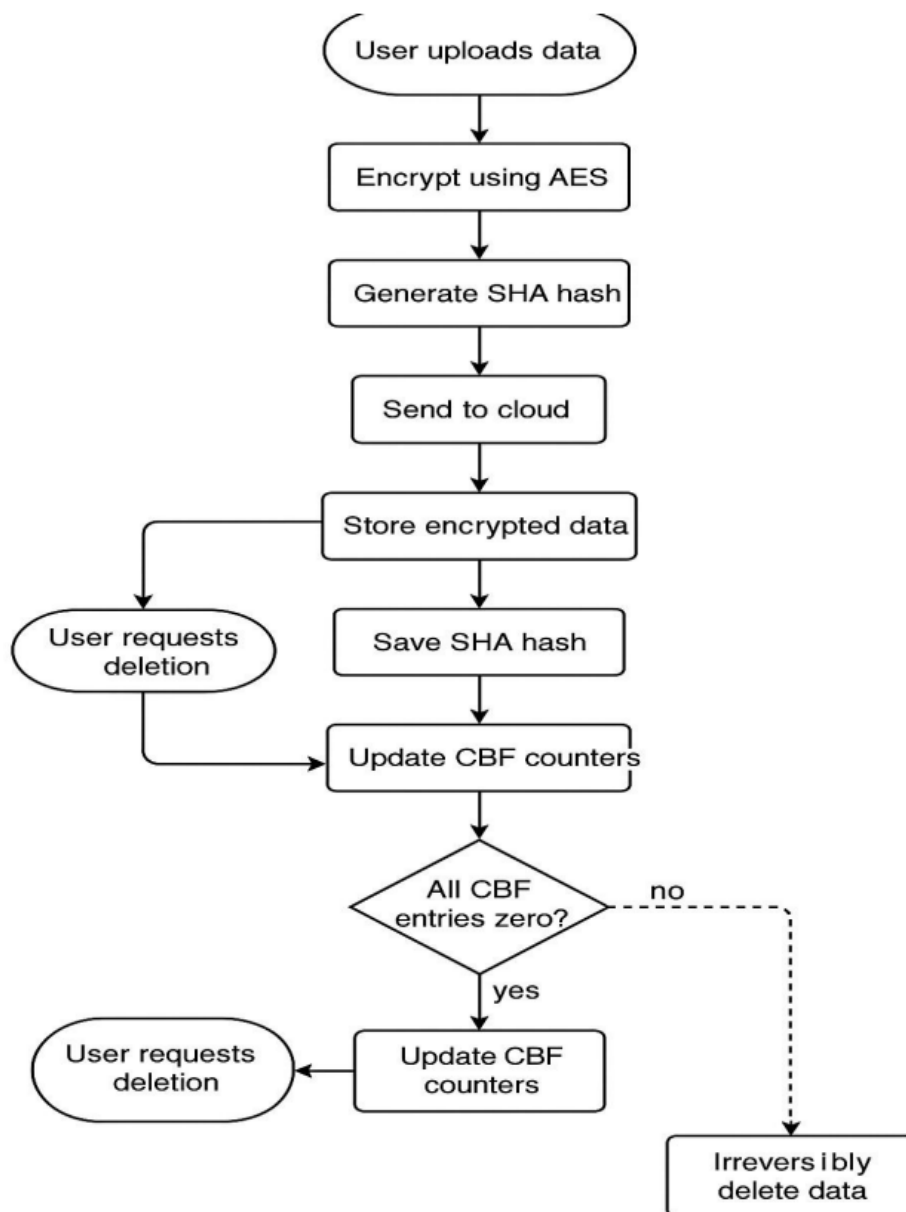 User uploads data
Encrypt using AES
Generate SHA hash
Send to cloud
Store encrypted data
User requests
deletion
Save SHA hash
Update CBF counters
All CBF
entries zero?
no
yes
User requests
deletion
Update CBF
counters
Irreversibly
delete data